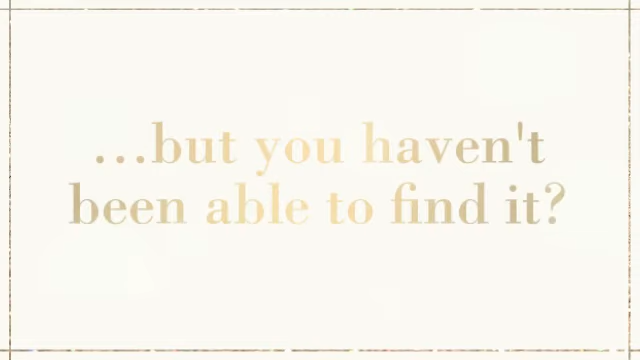 ...but you haven't
been able to find it?